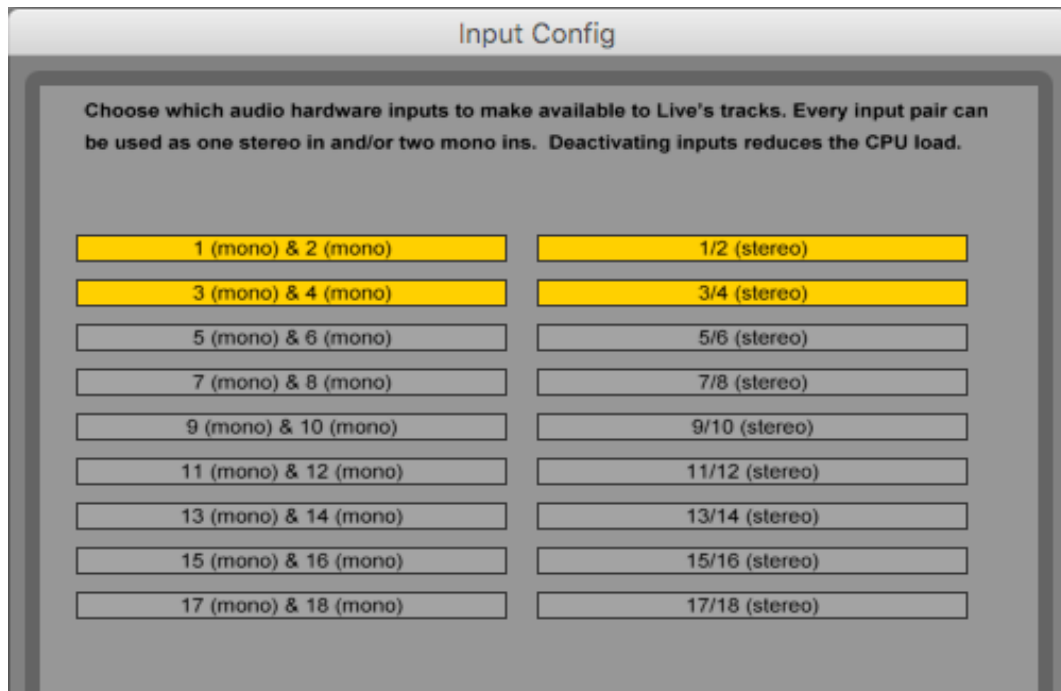 Input Config
Choose which audio hardware inputs to make available to Live's tracks. Every input pair can
be used as one stereo in and/or two mono ins. Deactivating inputs reduces the CPU load.
1 (mono) & 2 (mono)
1/2 (stereo)
3 (mono) & 4 (mono)
3/4 (stereo)
5 (mono) & 6 (mono)
5/6 (stereo)
7 (mono) & 8 (mono)
7/8 (stereo)
9 (mono) & 10 (mono)
9/10 (stereo)
11 (mono) & 12 (mono)
11/12 (stereo)
13 (mono) & 14 (mono)
13/14 (stereo)
15 (mono) & 16 (mono)
15/16 (stereo)
17 (mono) & 18 (mono)
17/18 (stereo)